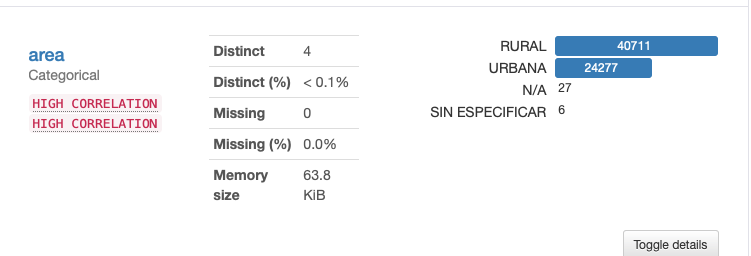 area
Categorical
HIGH CORRELATION
HIGH CORRELATION
Distinct 4
Distinct (%) < 0.1%
Missing 0
Missing (%) 0.0%
Memory size 63.8 KiB
RURAL 40711
URBANA 24277
N/A 27
SIN ESPECIFICAR 6
Toggle details